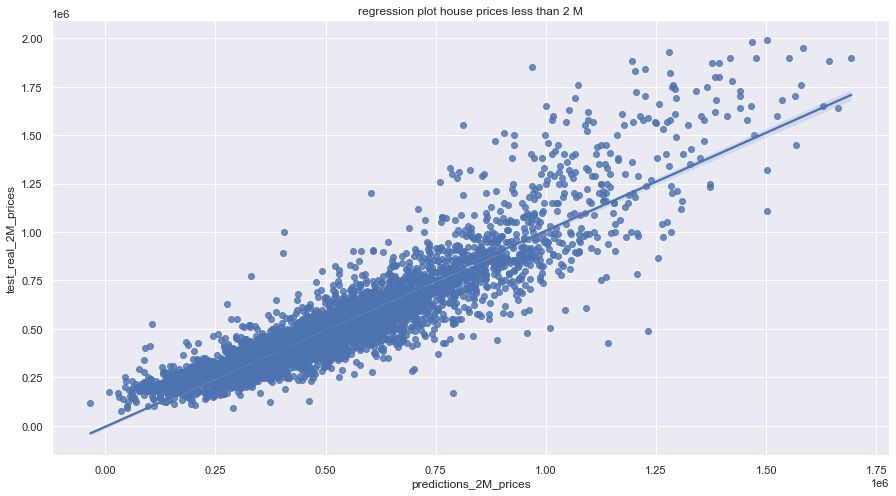 regression plot house prices less than 2 M
1e6
2.00
1.75
1.50
1.25
1.00
0.75
0.50
0.25
0.00
test_real_2M_prices
0.00 0.25 0.50 0.75 1.00 1.25 1.50 1.75
1e6
predictions_2M_prices